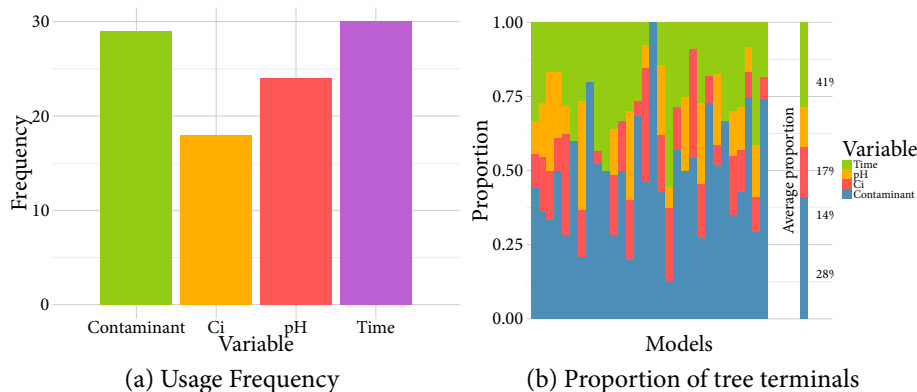 30
20
10
0
Frequency
Contaminant
Ci
pH
Time
Variable
(a) Usage Frequency
1.00
0.75
0.50
0.25
0.00
Proportion
Models
Average proportion
41%
17%
14%
28%
Variable
Time
pH
Ci
Contaminant
(b) Proportion of tree terminals